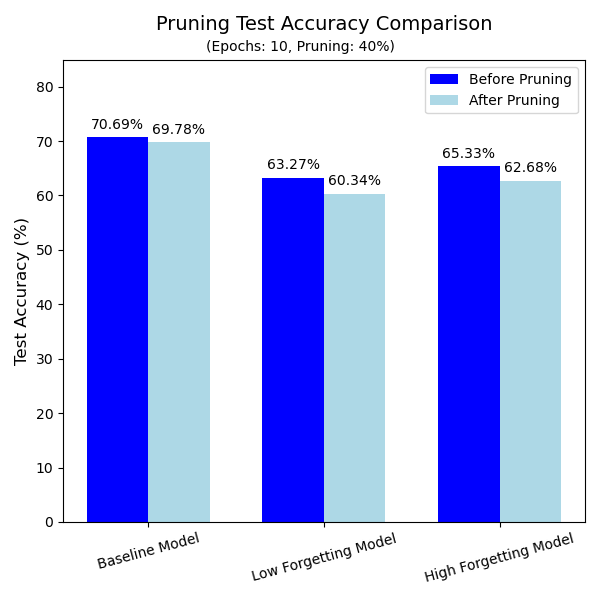 Pruning Test Accuracy Comparison
(Epochs: 10, Pruning: 40%)
Before Pruning
After Pruning
Test Accuracy (%)
80
70
60
50
40
30
20
10
0
70.69%
69.78%
63.27%
60.34%
65.33%
62.68%
Baseline Model
Low Forgetting Model
High Forgetting Model